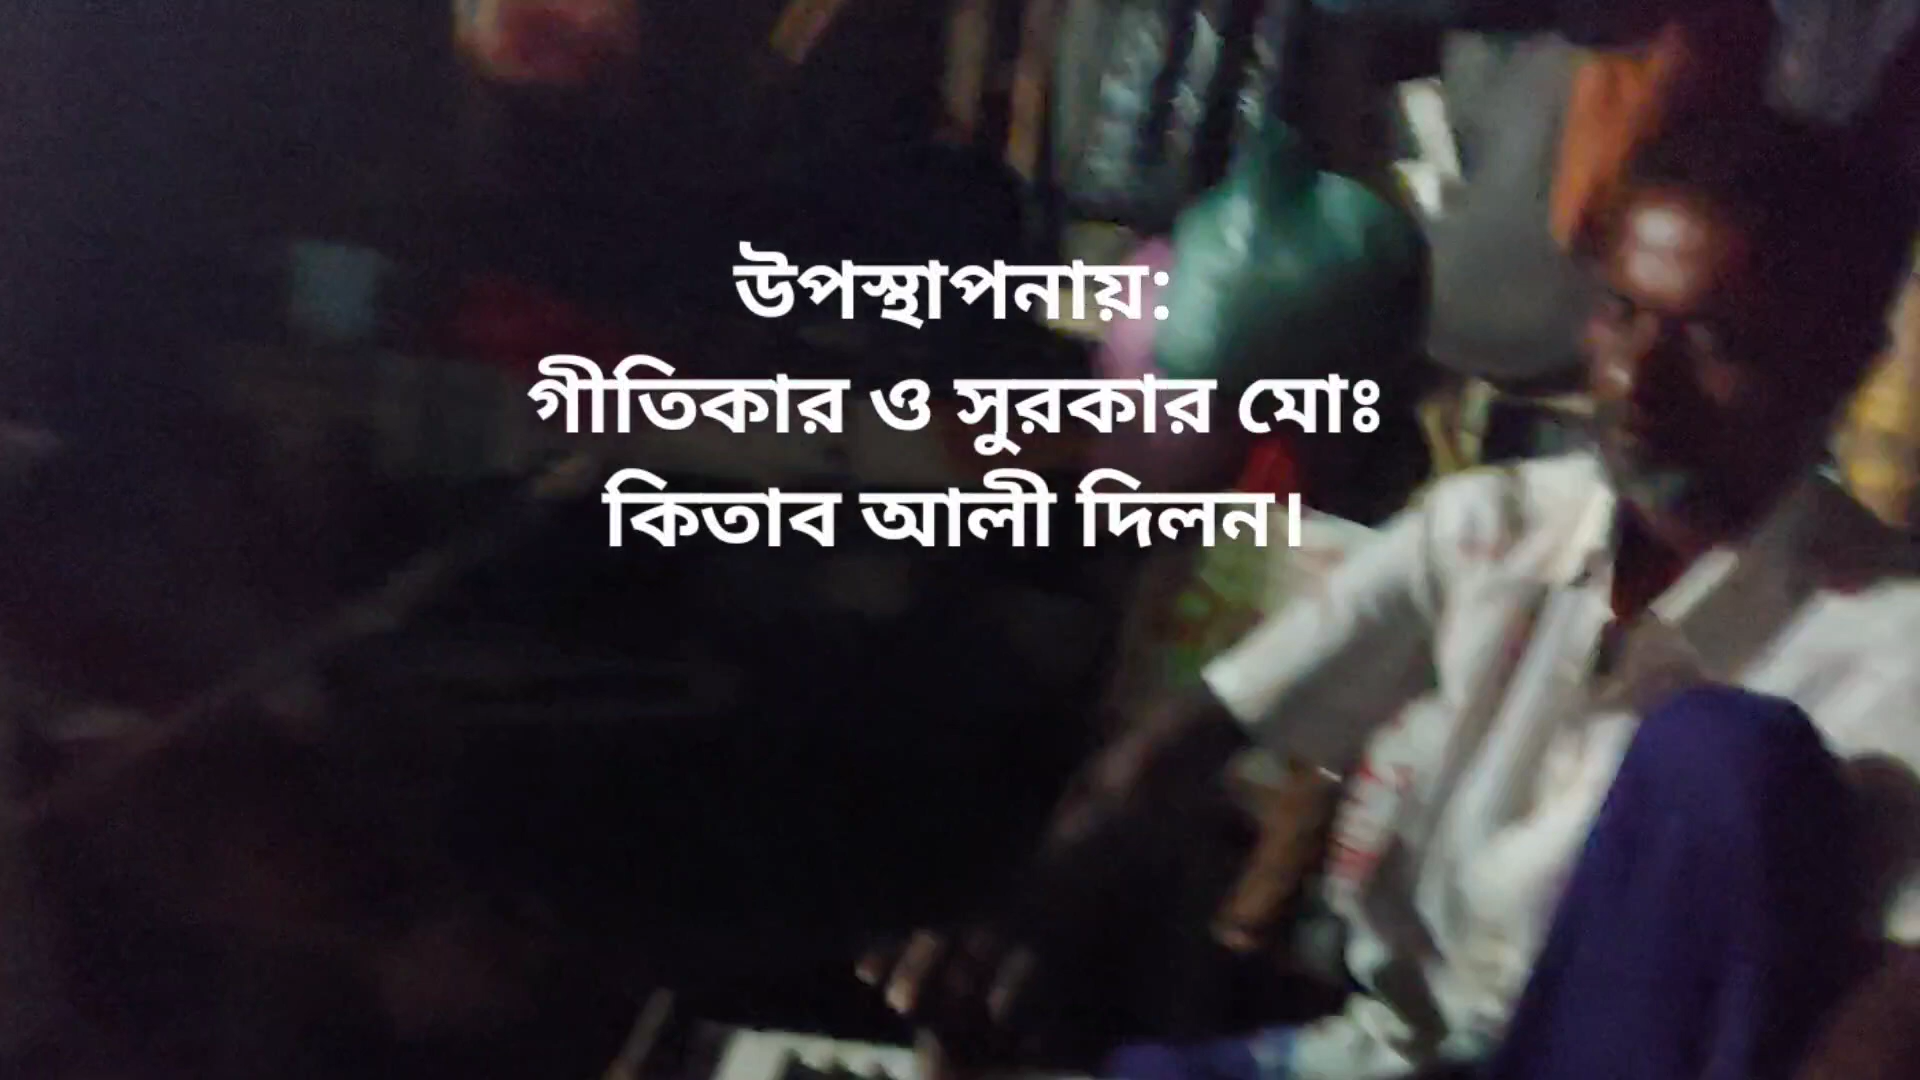 উপস্থাপনায়:
গীতিকার ও সুরকার মোঃ
কিতাব আলী দিলন।